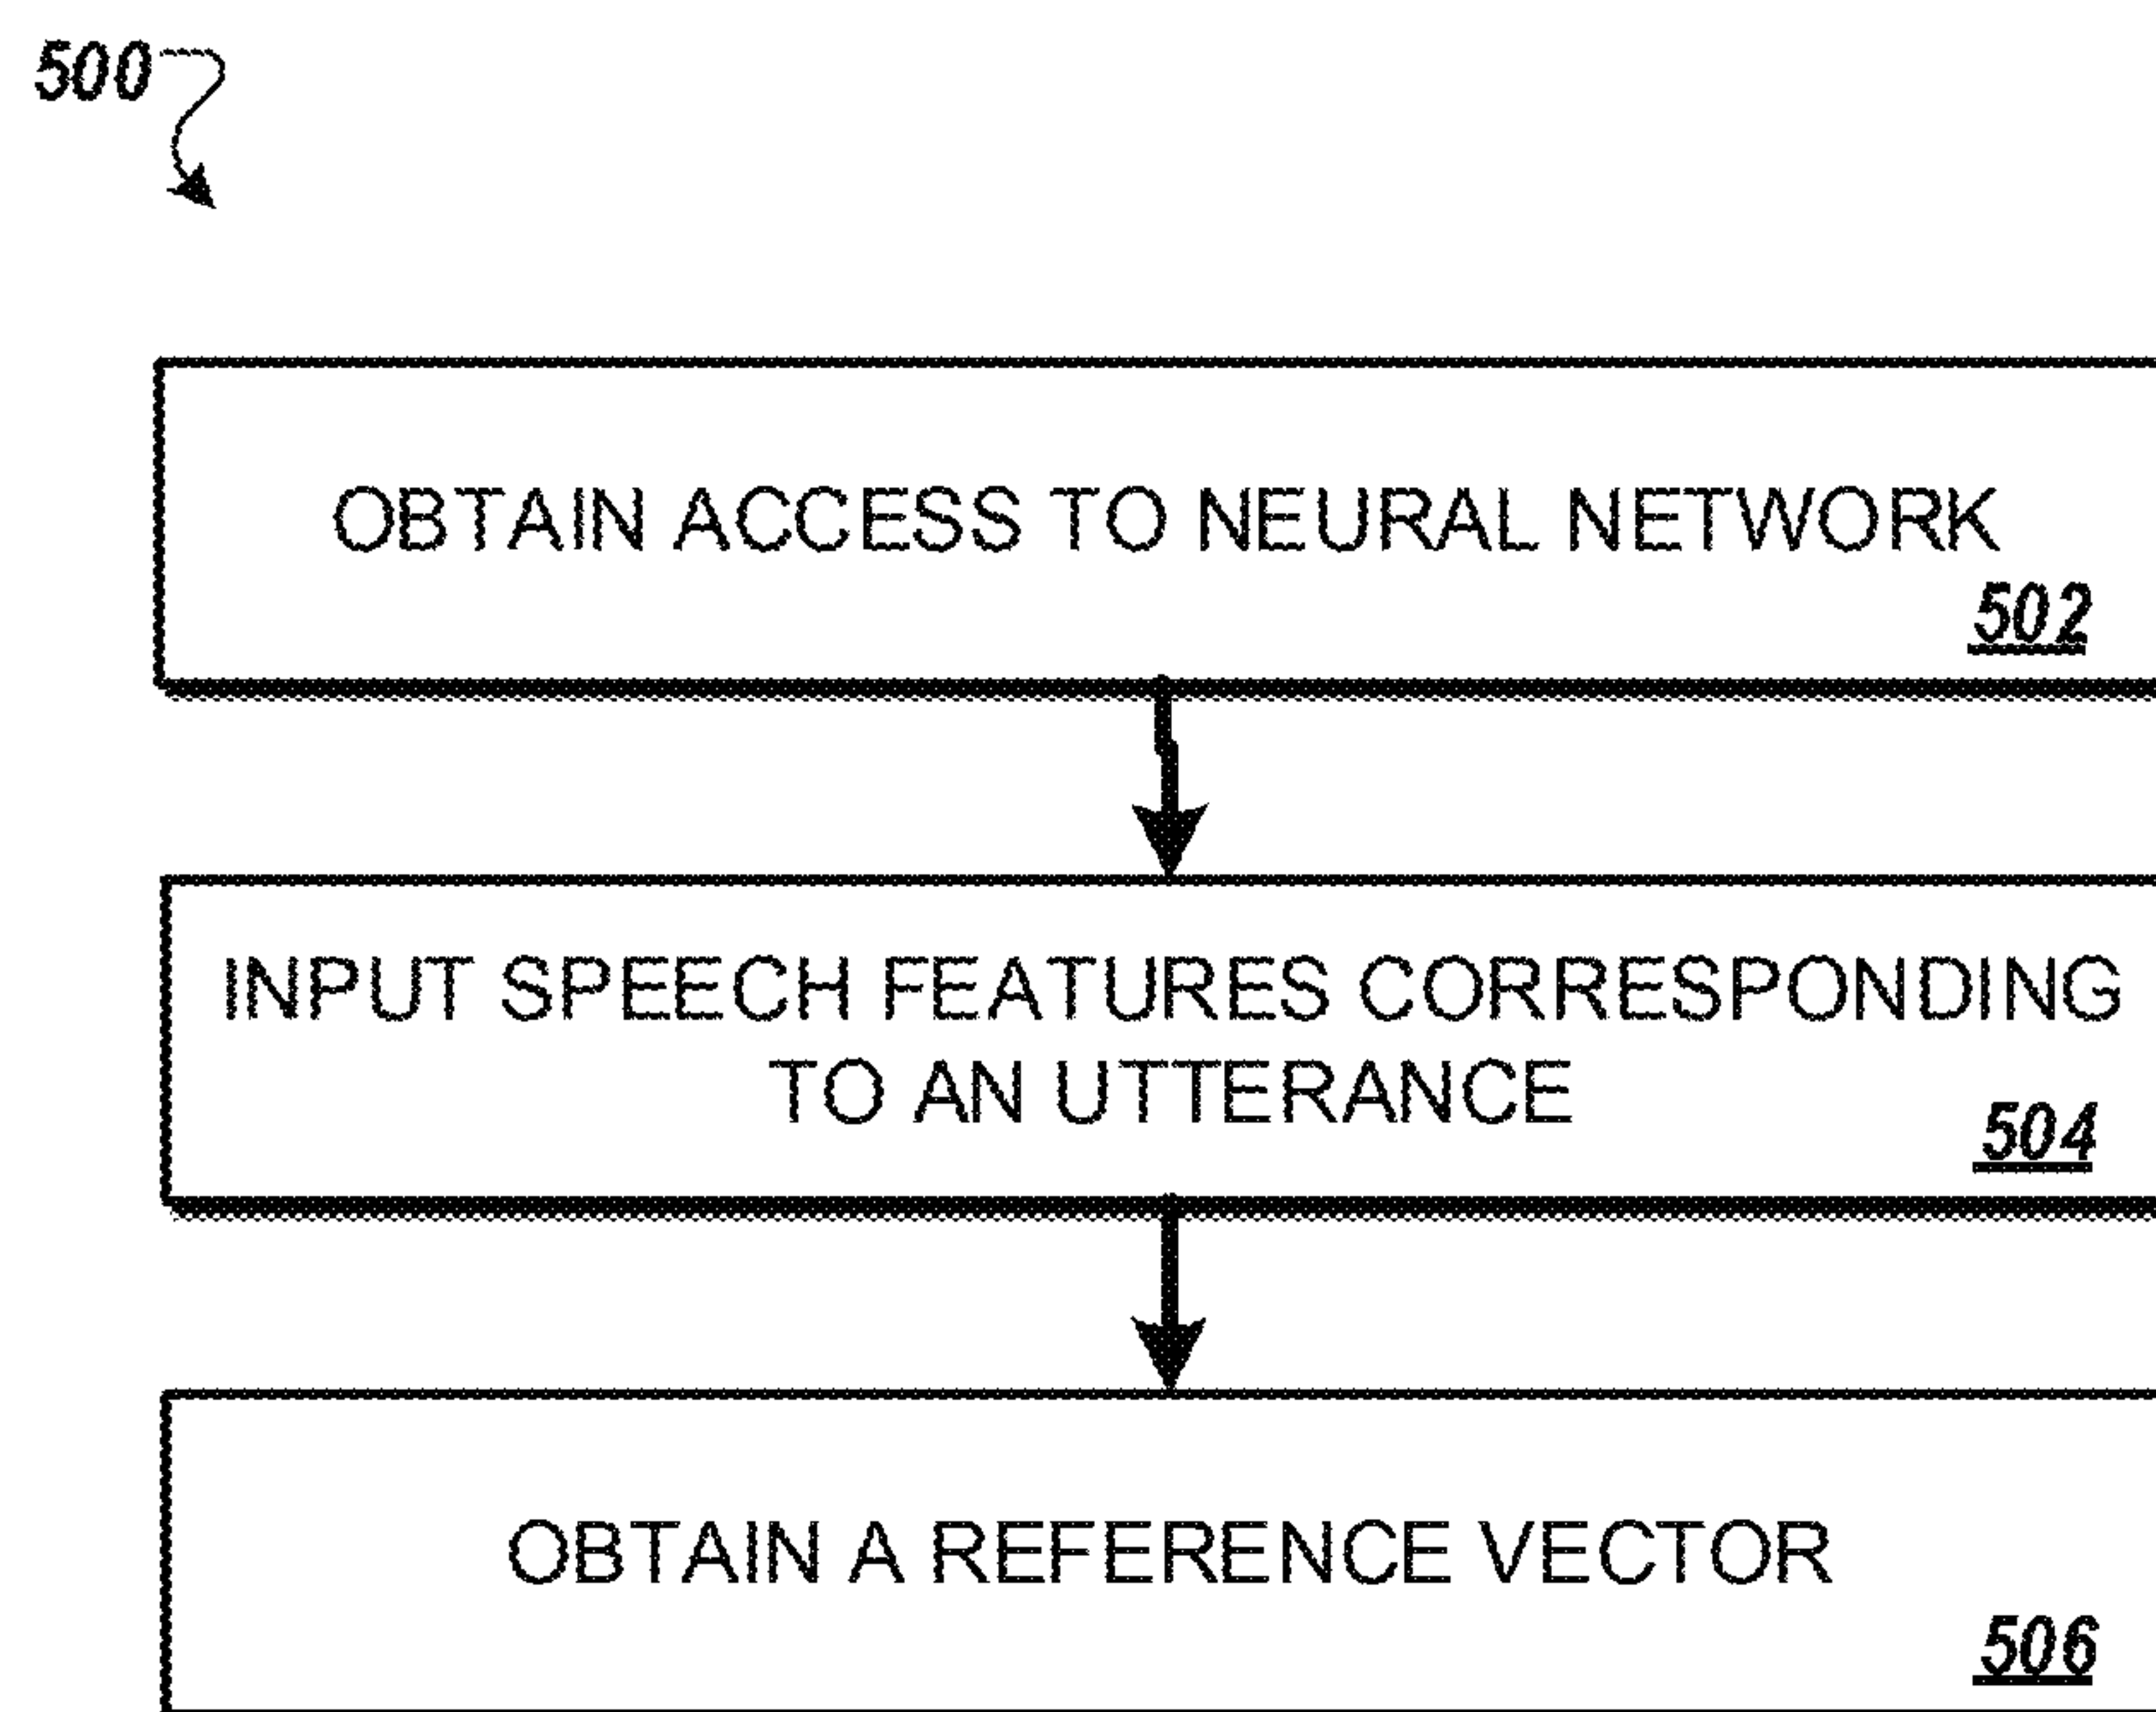 500
OBTAIN ACCESS TO NEURAL NETWORK
502
INPUT SPEECH FEATURES CORRESPONDING
TO AN UTTERANCE
504
OBTAIN A REFERENCE VECTOR
506